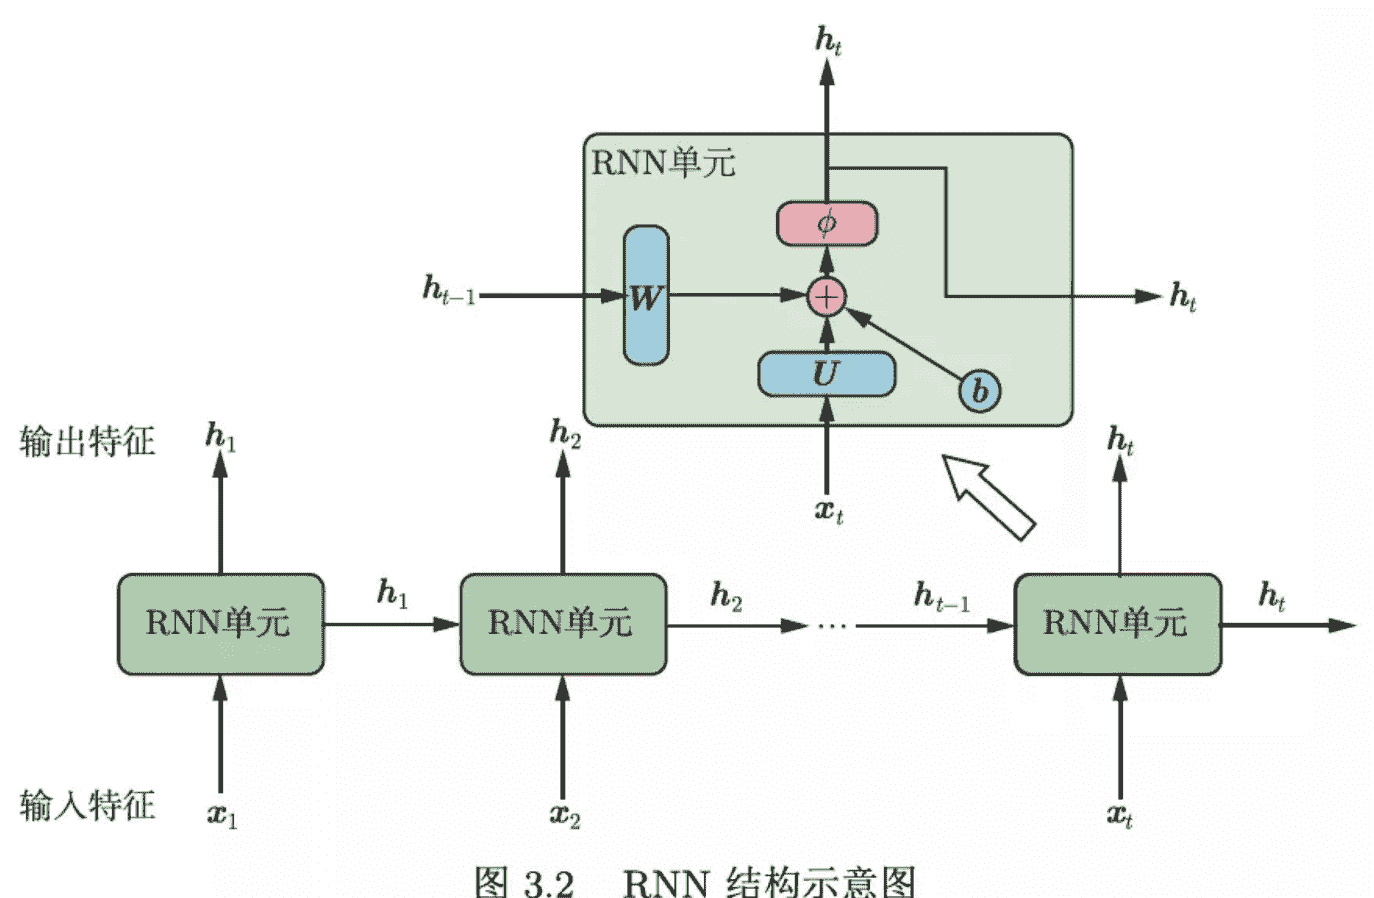 h_t
RNN单元
ϕ
h_{t−1}
W
+
h_t
U
b
x_t
输出特征
h_1
h_2
h_t
RNN单元
h_1
RNN单元
h_2
...
h_{t−1}
RNN单元
h_t
输入特征
x_1
x_2
x_t
图 3.2 RNN 结构示意图